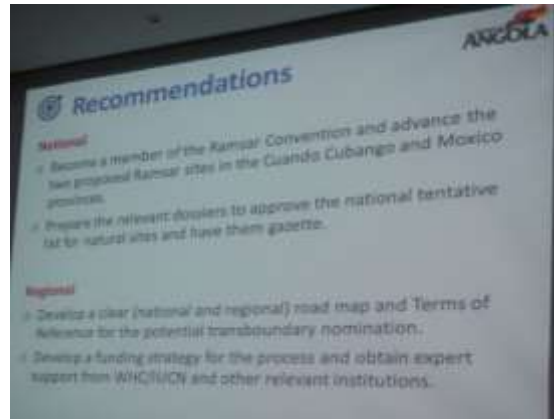 ANGOLA
Recommendations
National
Become a member of the Ramsar Convention and advance the
two proposed Ramsar sites in the Cuando Cubango and Moxico
provinces.
Prepare the relevant dossiers to approve the national tentative
list for natural sites and have them gazette.
Regional
Develop a clear (national and regional) road map and Terms of
Reference for the potential transboundary nomination.
Develop a funding strategy for the process and obtain expert
support from WHC/IUCN and other relevant institutions.